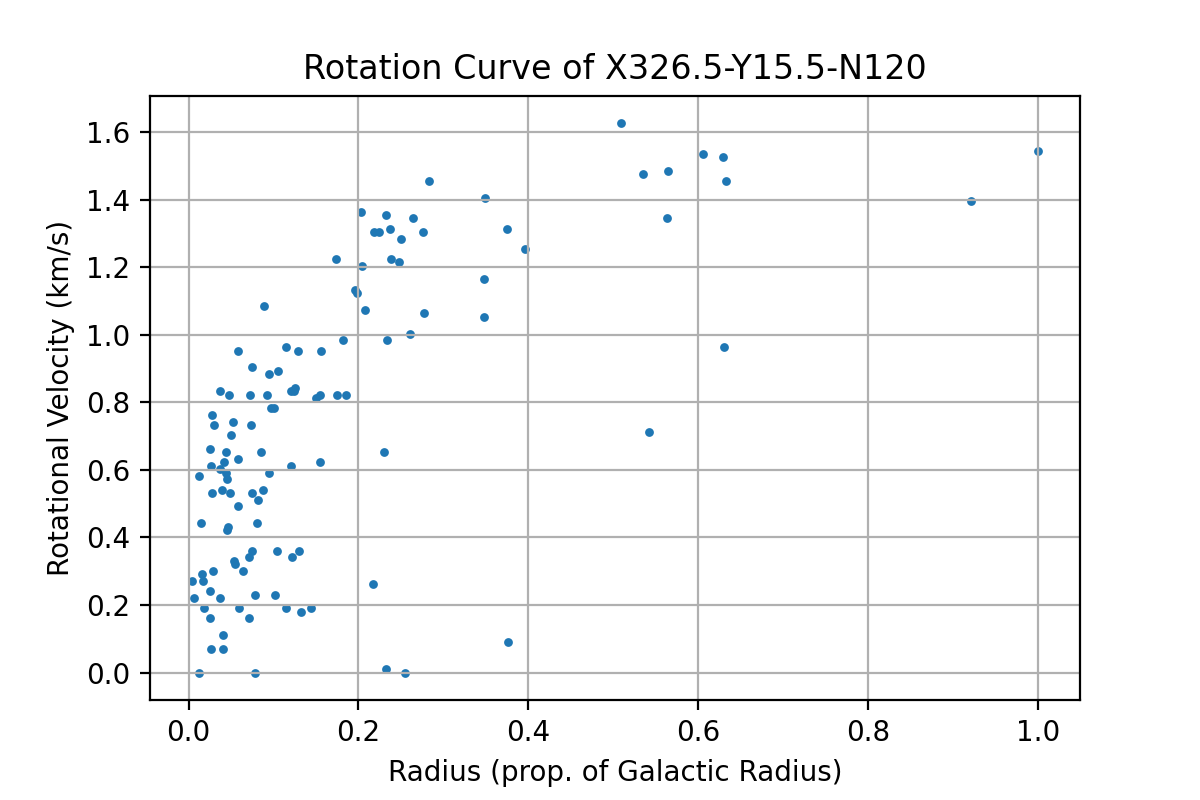 Rotation Curve of X326.5-Y15.5-N120
1.6
1.4
1.2
1.0
0.8
0.6
0.4
0.2
0.0
Rotational Velocity (km/s)
0.0 0.2 0.4 0.6 0.8 1.0
Radius (prop. of Galactic Radius)